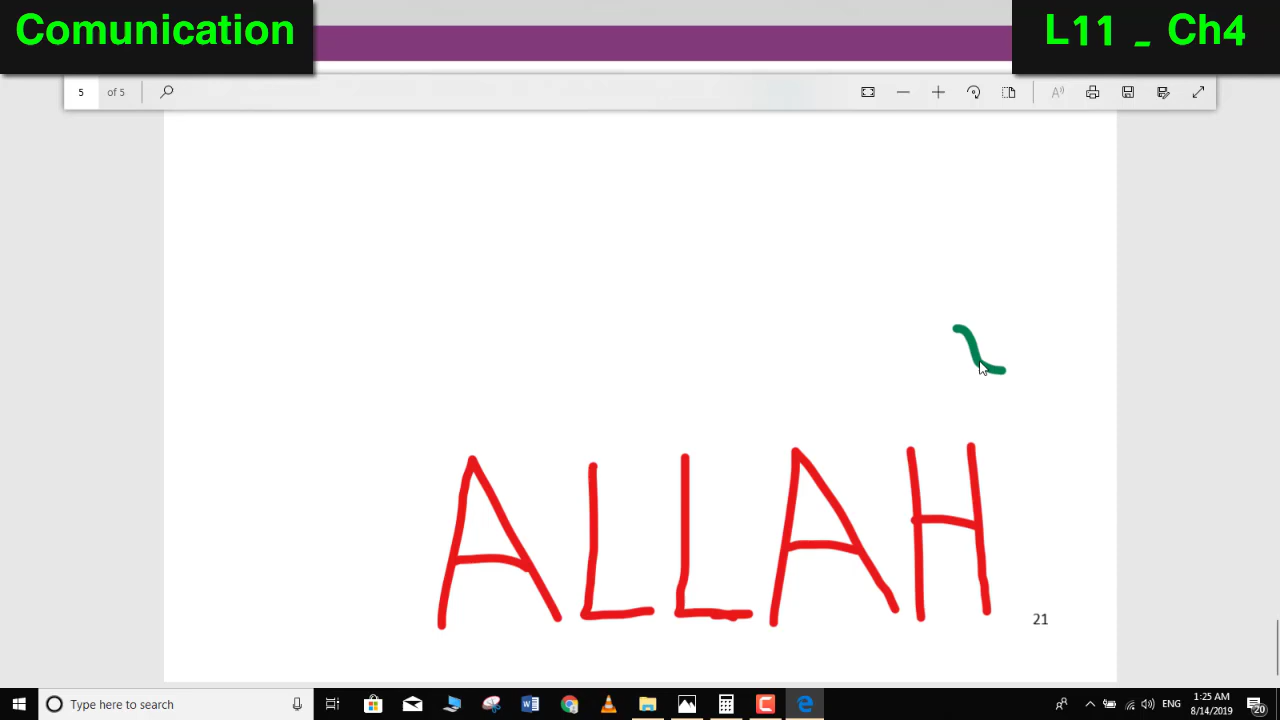 Comunication
L11 _ Ch4
5 of 5
ALLAH
21
Type here to search
ENG
1:25 AM
8/14/2019
20